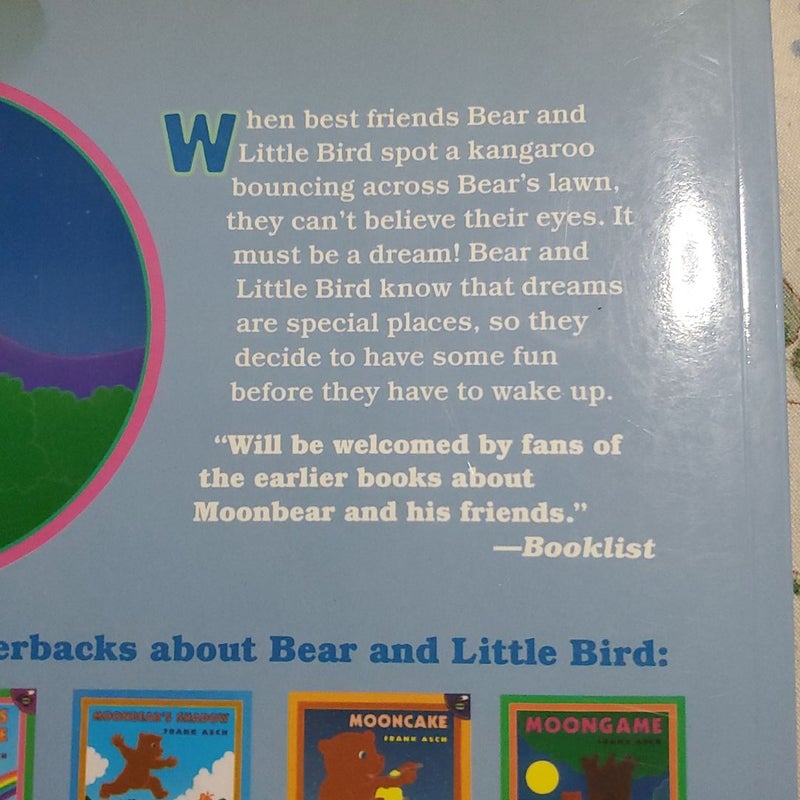 When best friends Bear and
Little Bird spot a kangaroo
bouncing across Bear's lawn,
they can't believe their eyes. It
must be a dream! Bear and
Little Bird know that dreams
are special places, so they
decide to have some fun
before they have to wake up.
"Will be welcomed by fans of
the earlier books about
Moonbear and his friends."
—Booklist
erbacks about Bear and Little Bird:
MOONBEAR'S SHADOW
FRANK ASCH
MOONCAKE
FRANK ASCH
MOONGAME
FRANK ASCH